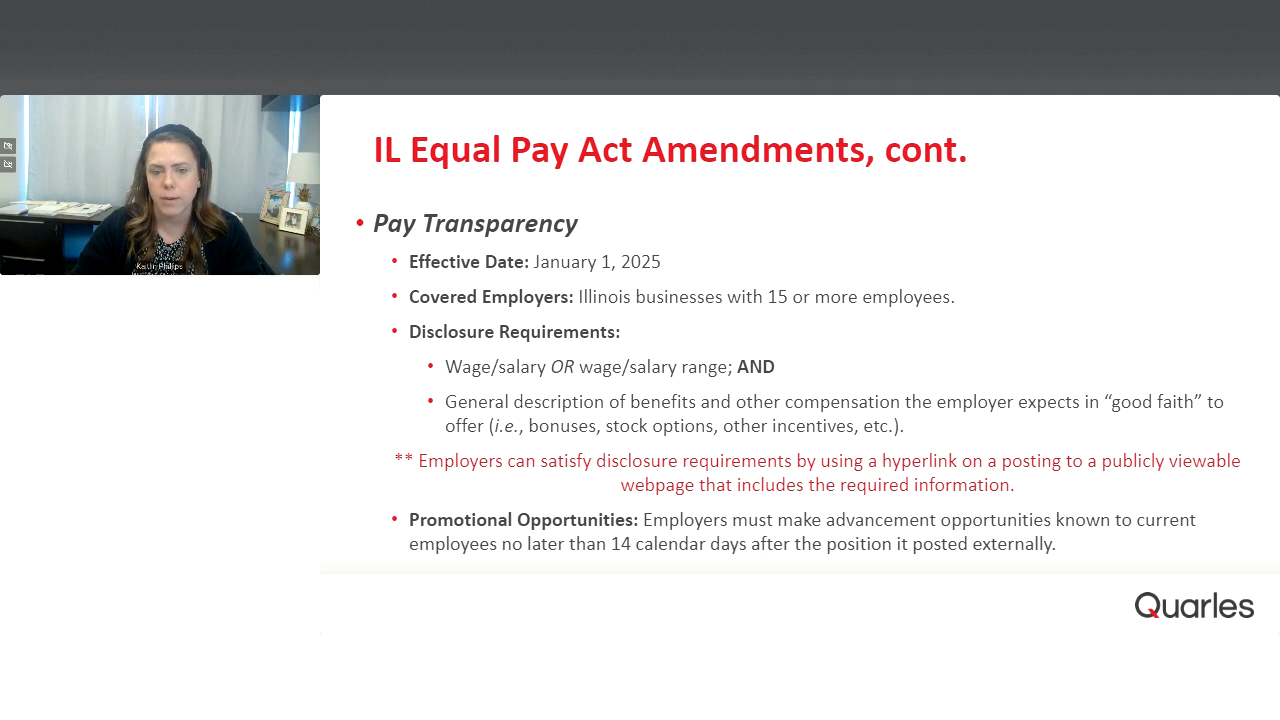 IL Equal Pay Act Amendments, cont.
• Pay Transparency
• Effective Date: January 1, 2025
• Covered Employers: Illinois businesses with 15 or more employees.
• Disclosure Requirements:
• Wage/salary OR wage/salary range; AND
• General description of benefits and other compensation the employer expects in “good faith” to
offer (i.e., bonuses, stock options, other incentives, etc.).
** Employers can satisfy disclosure requirements by using a hyperlink on a posting to a publicly viewable
webpage that includes the required information.
• Promotional Opportunities: Employers must make advancement opportunities known to current
employees no later than 14 calendar days after the position it posted externally.
Quarles